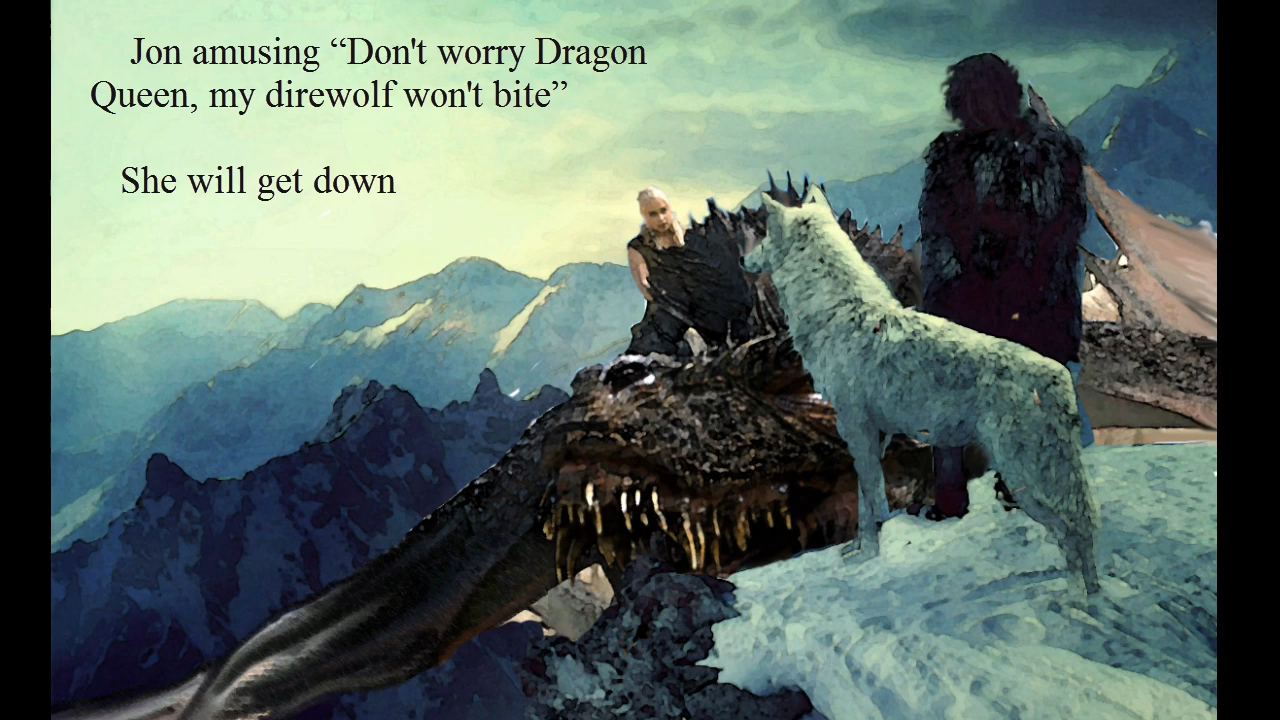 Jon amusing “Don't worry Dragon
Queen, my direwolf won't bite”
She will get down